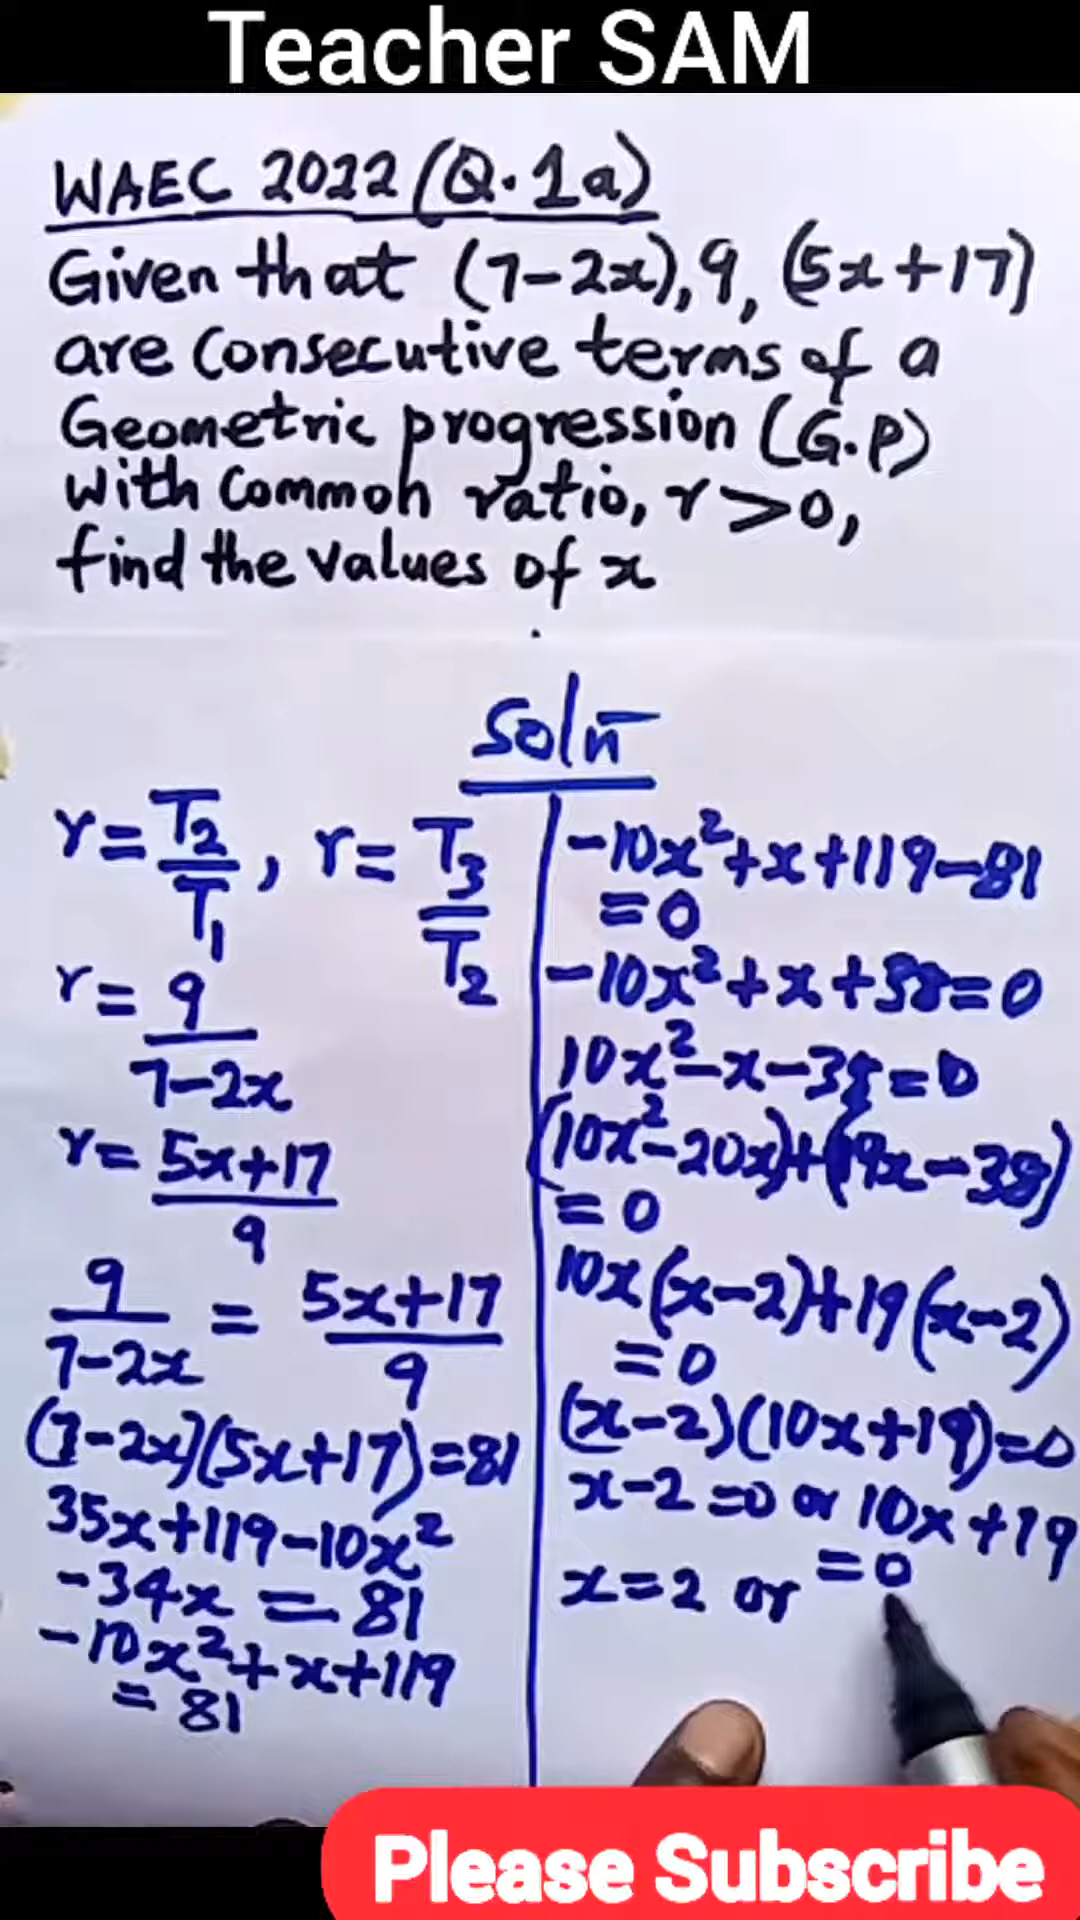 Teacher SAM
WAEC 2022 (Q.1a)
Given that (7-2x), 9, (5x+17)
are consecutive terms of a
Geometric progression (G.P)
with common ratio, r>0,
find the values of x
Soln
r = T₂/T₁, r = T₃/T₂
r = 9/7-2x
r = 5x+17/9
9/7-2x = 5x+17/9
(7-2x)(5x+17)=81
35x+119-10x²
-34x = 81
-10x²+x+119
= 81
-10x²+x+119-81
= 0
-10x²+x+38=0
10x²-x-38=0
(10x²-20x)+(19x-38)
= 0
10x(x-2)+19(x-2)
= 0
(x-2)(10x+19)=0
x-2=0 or 10x+19
=0
x=2 or
Please Subscribe